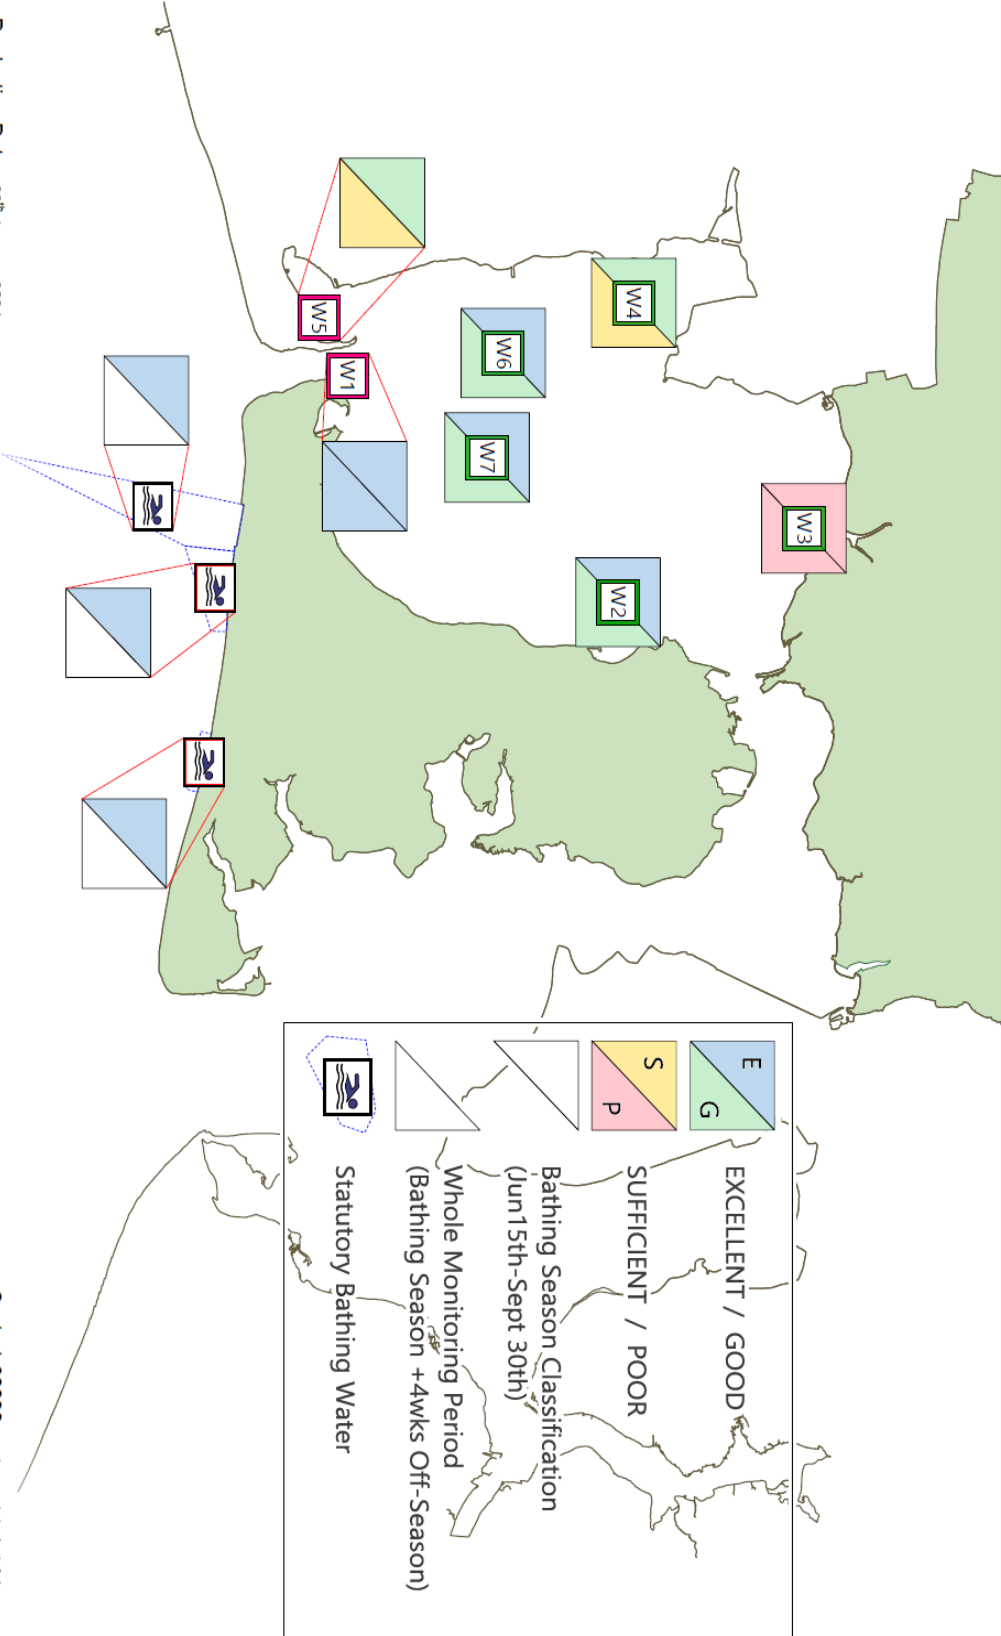 W5
W4
W6
W1
W7
W3
W2
E
G
EXCELLENT / GOOD
S
P
SUFFICIENT / POOR
Bathing Season Classification
(Jun15th-Sept 30th)
Whole Monitoring Period
(Bathing Season +4wks Off-Season)
Statutory Bathing Water